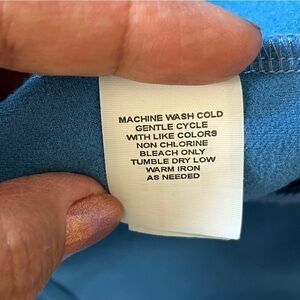 MACHINE WASH COLD
GENTLE CYCLE
WITH LIKE COLORS
NON CHLORINE
BLEACH ONLY
TUMBLE DRY LOW
WARM IRON
AS NEEDED